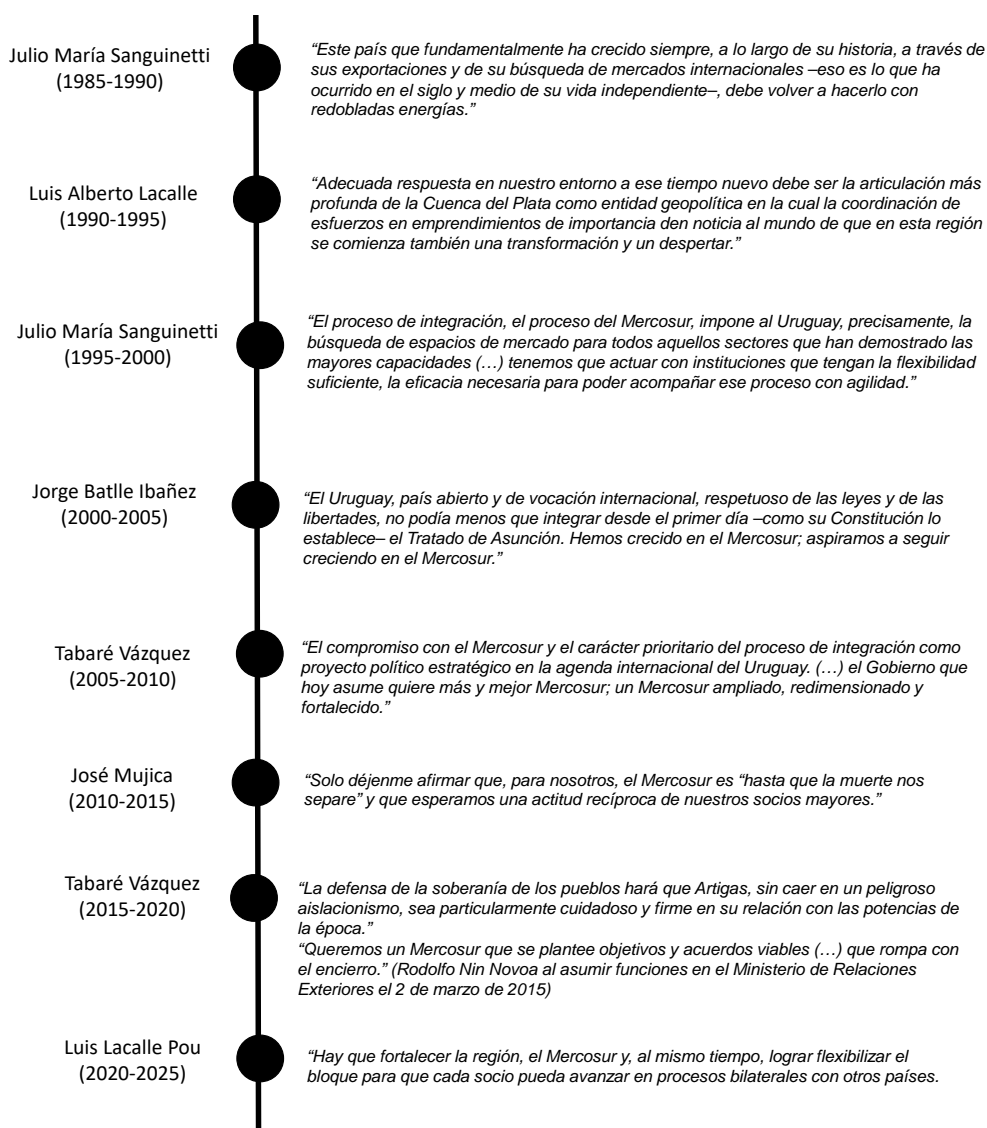 Julio María Sanguinetti
(1985-1990)
“Este país que fundamentalmente ha crecido siempre, a lo largo de su historia, a través de
sus exportaciones y de su búsqueda de mercados internacionales –eso es lo que ha
ocurrido en el siglo y medio de su vida independiente–, debe volver a hacerlo con
redobladas energías.”
Luis Alberto Lacalle
(1990-1995)
“Adecuada respuesta en nuestro entorno a ese tiempo nuevo debe ser la articulación más
profunda de la Cuenca del Plata como entidad geopolítica en la cual la coordinación de
esfuerzos en emprendimientos de importancia den noticia al mundo de que en esta región
se comienza también una transformación y un despertar.”
Julio María Sanguinetti
(1995-2000)
“El proceso de integración, el proceso del Mercosur, impone al Uruguay, precisamente, la
búsqueda de espacios de mercado para todos aquellos sectores que han demostrado las
mayores capacidades (…) tenemos que actuar con instituciones que tengan la flexibilidad
suficiente, la eficacia necesaria para poder acompañar ese proceso con agilidad.”
Jorge Batlle Ibañez
(2000-2005)
“El Uruguay, país abierto y de vocación internacional, respetuoso de las leyes y de las
libertades, no podía menos que integrar desde el primer día –como su Constitución lo
establece– el Tratado de Asunción. Hemos crecido en el Mercosur; aspiramos a seguir
creciendo en el Mercosur.”
Tabaré Vázquez
(2005-2010)
“El compromiso con el Mercosur y el carácter prioritario del proceso de integración como
proyecto político estratégico en la agenda internacional del Uruguay. (…) el Gobierno que
hoy asume quiere más y mejor Mercosur; un Mercosur ampliado, redimensionado y
fortalecido.”
José Mujica
(2010-2015)
“Solo déjenme afirmar que, para nosotros, el Mercosur es “hasta que la muerte nos
separe” y que esperamos una actitud recíproca de nuestros socios mayores.”
Tabaré Vázquez
(2015-2020)
“La defensa de la soberanía de los pueblos hará que Artigas, sin caer en un peligroso
aislacionismo, sea particularmente cuidadoso y firme en su relación con las potencias de
la época.”
“Queremos un Mercosur que se plantee objetivos y acuerdos viables (…) que rompa con
el encierro.” (Rodolfo Nin Novoa al asumir funciones en el Ministerio de Relaciones
Exteriores el 2 de marzo de 2015)
Luis Lacalle Pou
(2020-2025)
“Hay que fortalecer la región, el Mercosur y, al mismo tiempo, lograr flexibilizar el
bloque para que cada socio pueda avanzar en procesos bilaterales con otros países.